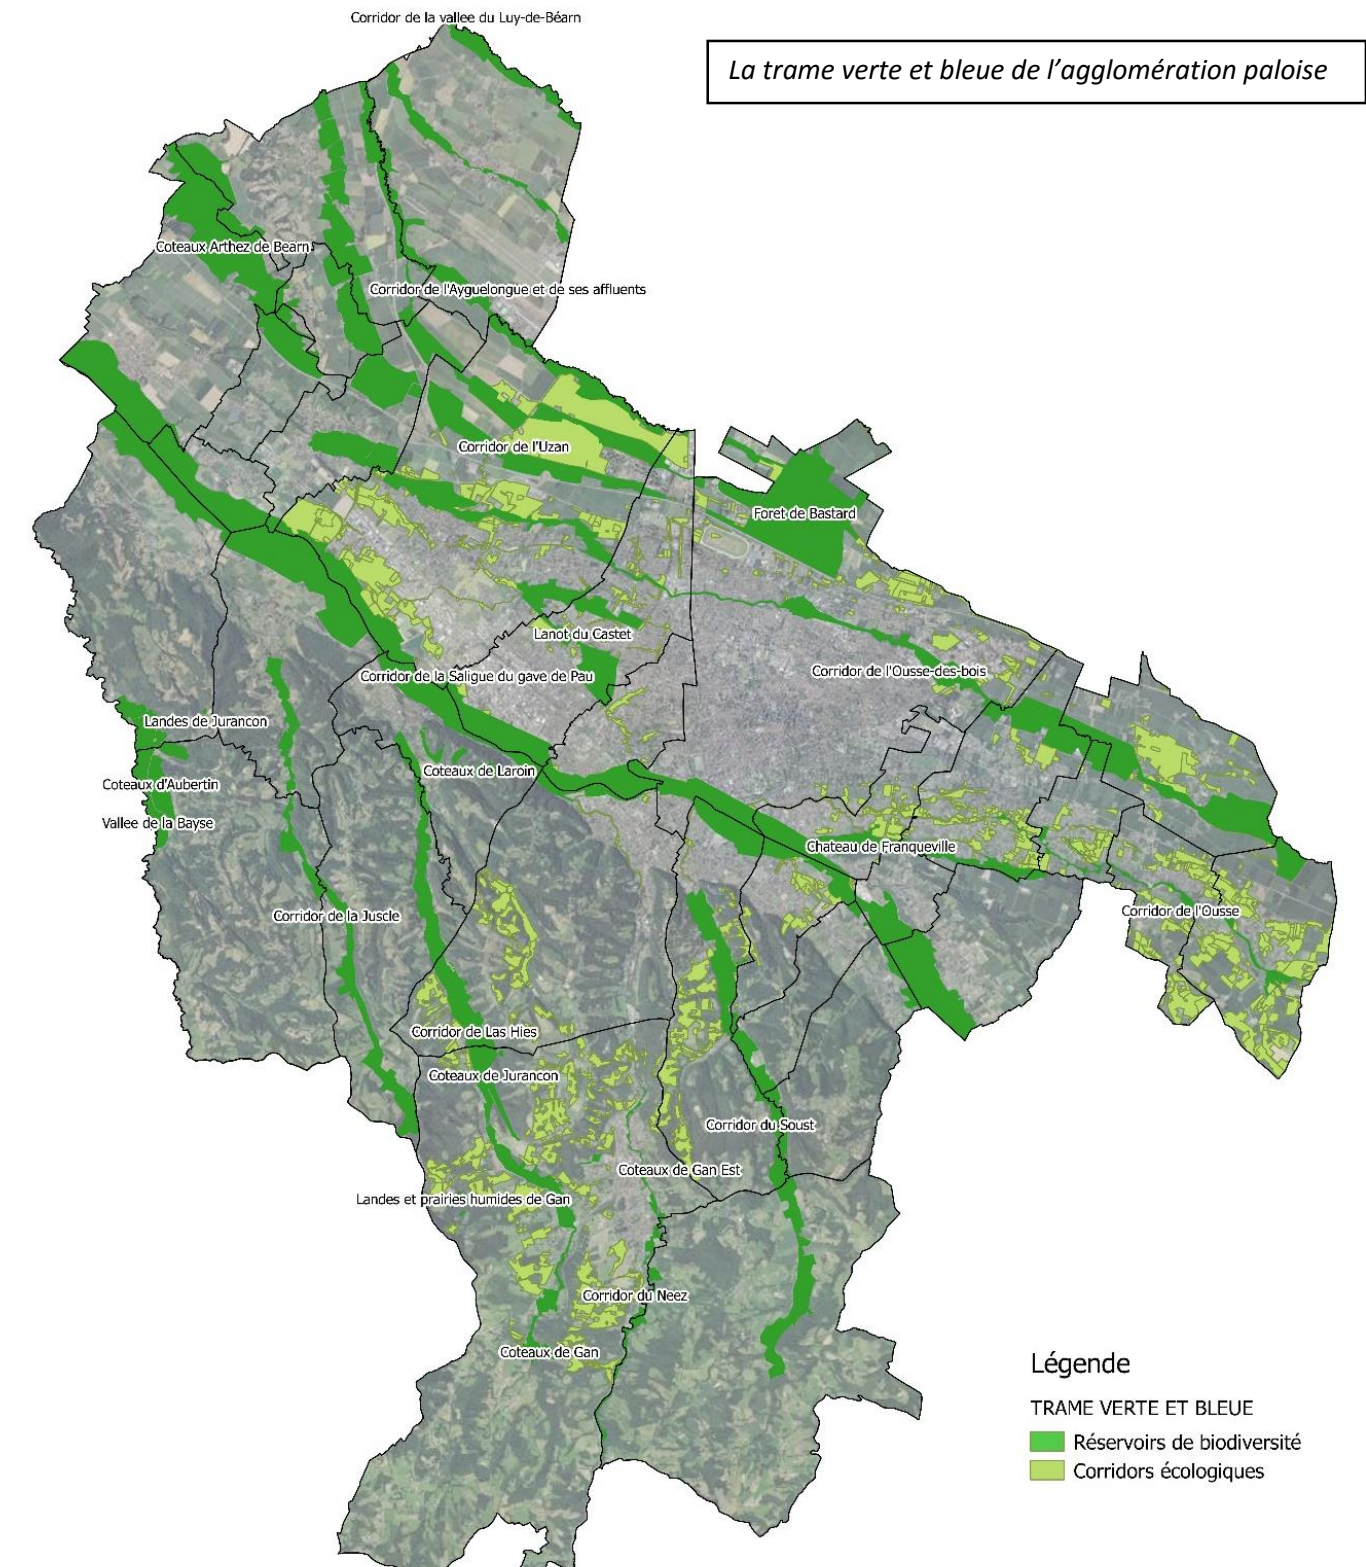 Corridor de la vallee du Luy-de-Béarn
La trame verte et bleue de l'agglomération paloise
Coteaux Arthez de Bearn
Corridor de l'Ayguelongue et de ses affluents
Corridor de l'Uzan
Foret de Bastard
Lanot du Castet
Corridor de l'Ousse-des-bois
Corridor de la Saligue du gave de Pau
Landes de Jurancon
Coteaux de Laroin
Coteaux d'Aubertin
Vallee de la Bayse
Chateau de Franqueville
Corridor de la Juscle
Corridor de l'Ousse
Corridor de Las Hies
Coteaux de Jurancon
Corridor du Soust
Coteaux de Gan Est
Landes et prairies humides de Gan
Corridor du Neez
Coteaux de Gan
Légende
TRAME VERTE ET BLEUE
Réservoirs de biodiversité
Corridors écologiques